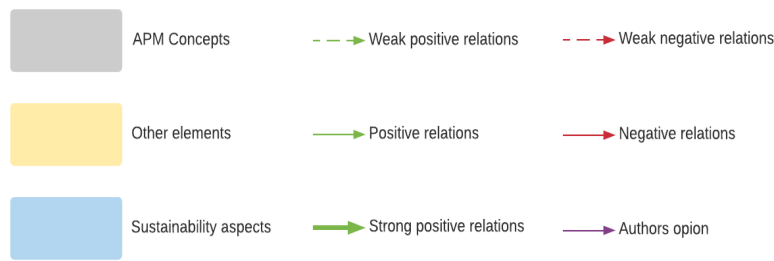 APM Concepts
Weak positive relations
Weak negative relations
Other elements
Positive relations
Negative relations
Sustainability aspects
Strong positive relations
Authors opion